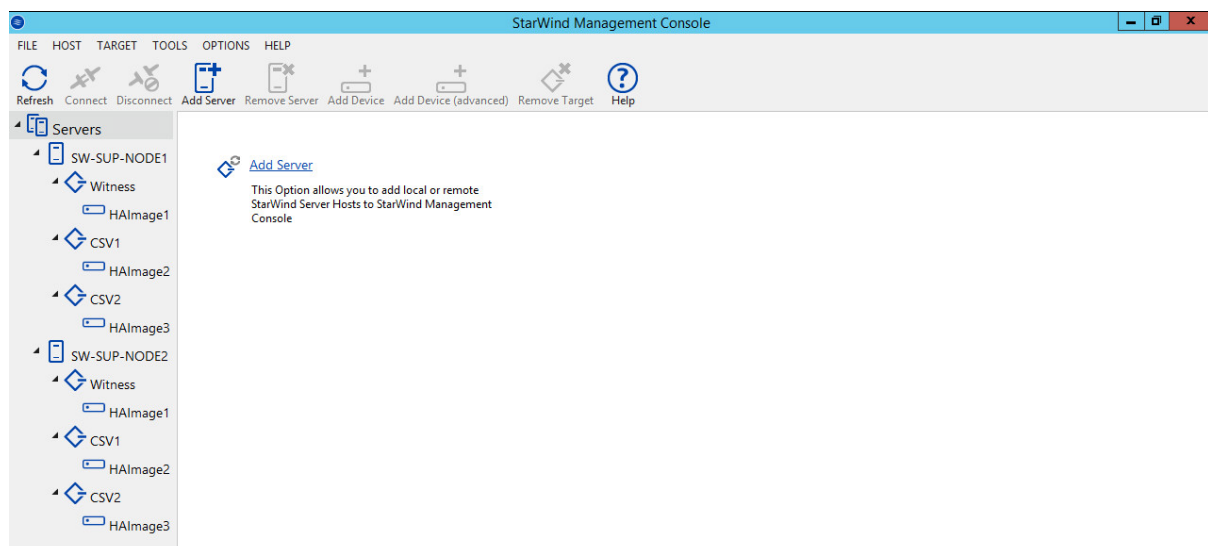 StarWind Management Console
FILE HOST TARGET TOOLS OPTIONS HELP
Refresh Connect Disconnect Add Server Remove Server Add Device Add Device (advanced) Remove Target Help
Servers
SW-SUP-NODE1
Witness
HAImage1
CSV1
HAImage2
CSV2
HAImage3
SW-SUP-NODE2
Witness
HAImage1
CSV1
HAImage2
CSV2
HAImage3
Add Server
This Option allows you to add local or remote
StarWind Server Hosts to StarWind Management
Console